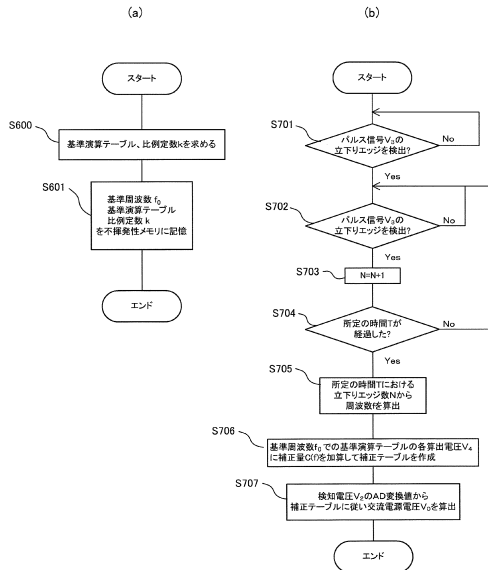 (a)
スタート
S600
基準演算テーブル、比例定数kを求める
S601
基準周波数 f₀
基準演算テーブル
比例定数 k
を不揮発性メモリに記憶
エンド
(b)
スタート
S701
パルス信号V₃の
立下りエッジを検出?
No
Yes
S702
パルス信号V₃の
立下りエッジを検出?
No
Yes
S703
N=N+1
S704
所定の時間Tが
経過した?
No
Yes
S705
所定の時間Tにおける
立下りエッジ数Nから
周波数fを算出
S706
基準周波数f₀での基準演算テーブルの各算出電圧V₄
に補正量C(f)を加算して補正テーブルを作成
S707
検知電圧V₂のAD変換値から
補正テーブルに従い交流電源電圧V₀を算出
エンド